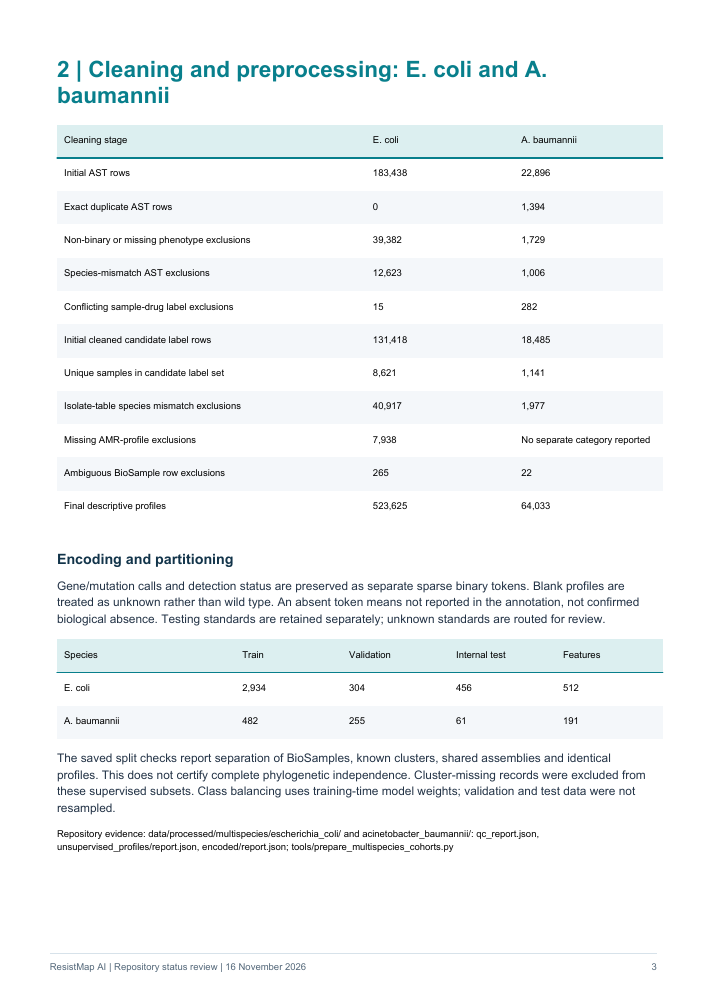 2 | Cleaning and preprocessing: E. coli and A.
baumannii
Cleaning stage E. coli A. baumannii
Initial AST rows 183,438 22,896
Exact duplicate AST rows 0 1,394
Non-binary or missing phenotype exclusions 39,382 1,729
Species-mismatch AST exclusions 12,623 1,006
Conflicting sample-drug label exclusions 15 282
Initial cleaned candidate label rows 131,418 18,485
Unique samples in candidate label set 8,621 1,141
Isolate-table species mismatch exclusions 40,917 1,977
Missing AMR-profile exclusions 7,938 No separate category reported
Ambiguous BioSample row exclusions 265 22
Final descriptive profiles 523,625 64,033
Encoding and partitioning
Gene/mutation calls and detection status are preserved as separate sparse binary tokens. Blank profiles are
treated as unknown rather than wild type. An absent token means not reported in the annotation, not confirmed
biological absence. Testing standards are retained separately; unknown standards are routed for review.
Species Train Validation Internal test Features
E. coli 2,934 304 456 512
A. baumannii 482 255 61 191
The saved split checks report separation of BioSamples, known clusters, shared assemblies and identical
profiles. This does not certify complete phylogenetic independence. Cluster-missing records were excluded from
these supervised subsets. Class balancing uses training-time model weights; validation and test data were not
resampled.
Repository evidence: data/processed/multispecies/escherichia_coli/ and acinetobacter_baumannii/: qc_report.json,
unsupervised_profiles/report.json, encoded/report.json; tools/prepare_multispecies_cohorts.py
ResistMap AI | Repository status review | 16 November 2026 3